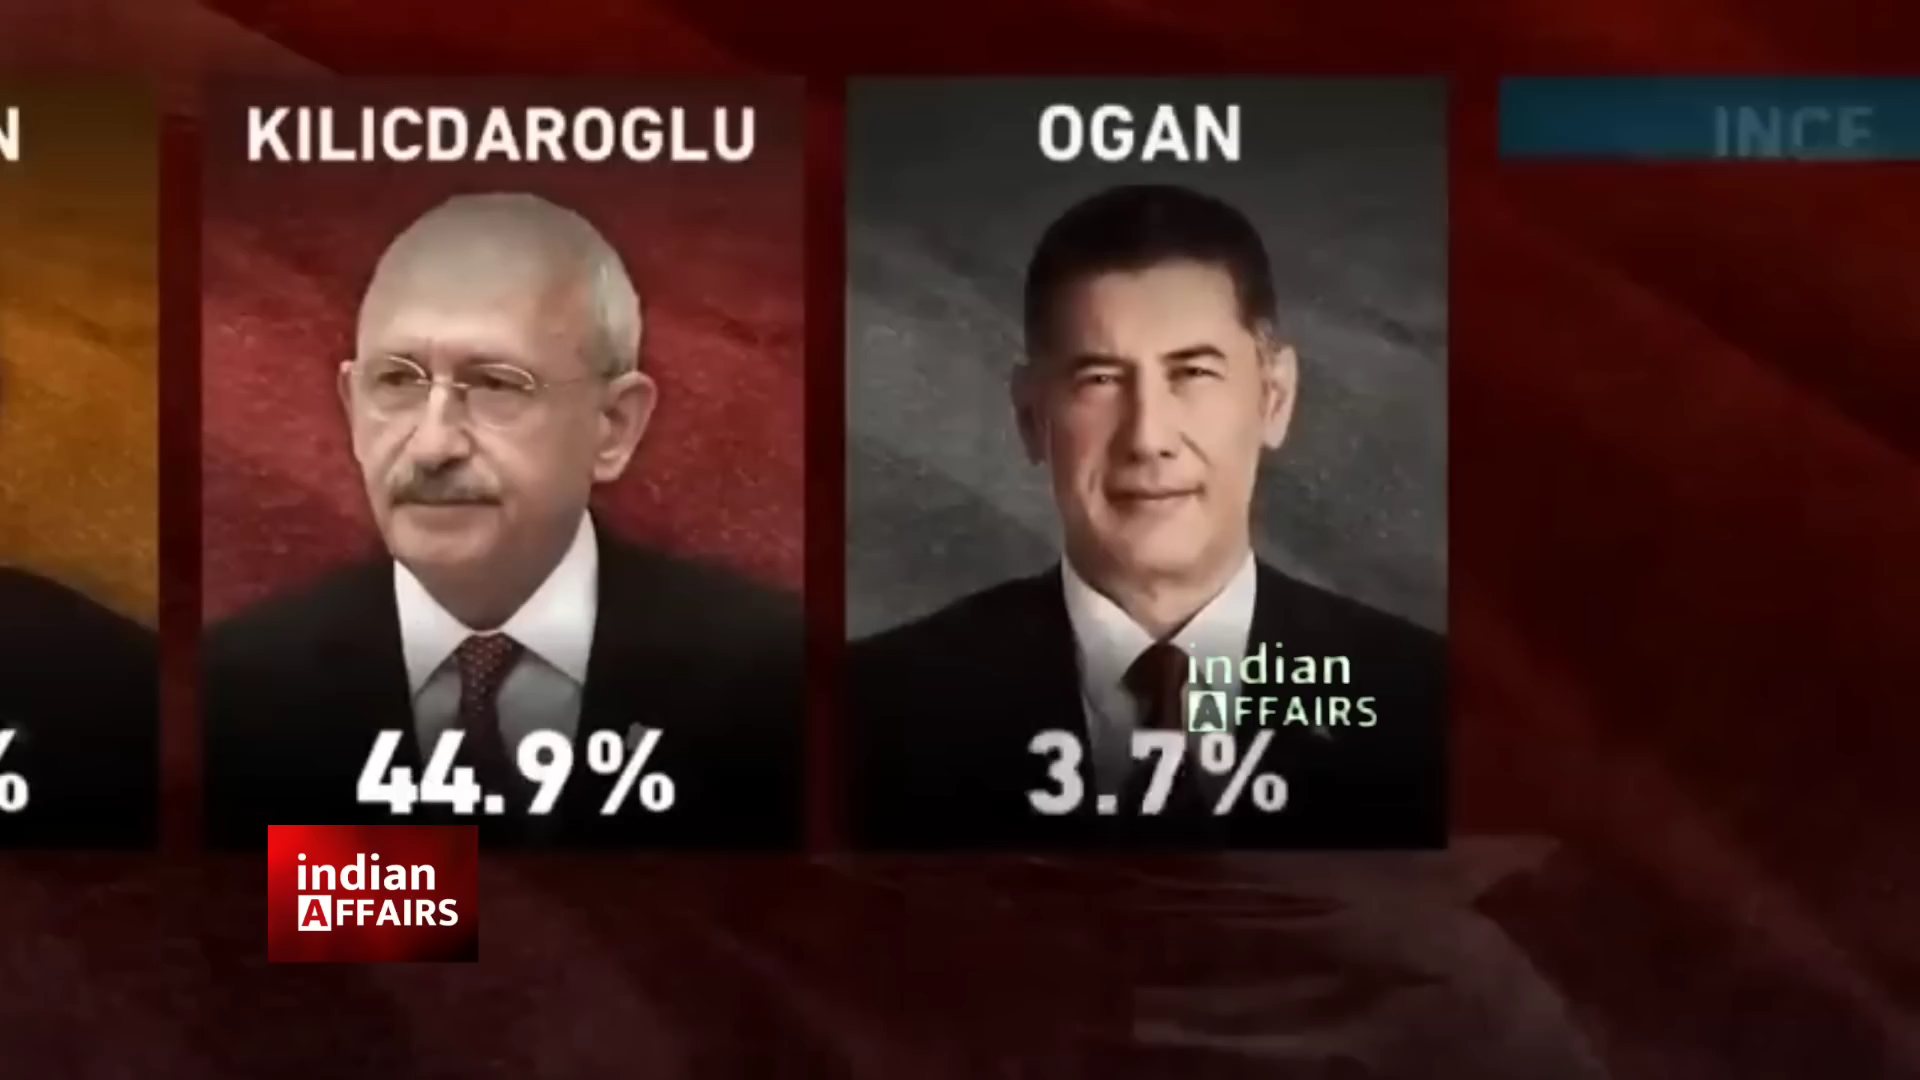 N
KILICDAROGLU
OGAN
INCE
indian
AFFAIRS
%
44.9%
3.7%
indian
AFFAIRS